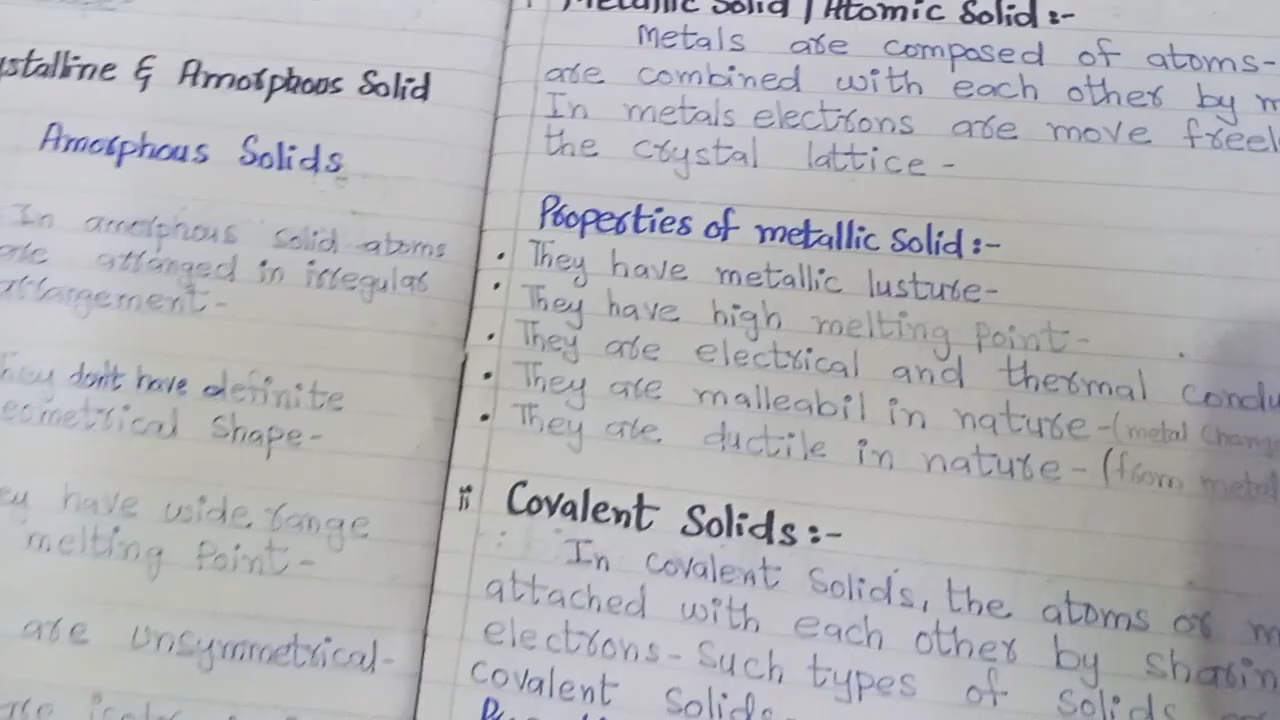 stalline & Amorphous Solid
Amorphous Solids
In amorphous solid atoms
are arranged in irregular
arrargement-
They don't have definite
eometrical Shape-
ey have wide range
melting Point-
are unsymmetrical-
Metallic Solid / Atomic Solid:-
Metals are composed of atoms-
are combined with each other by m
In metals electrons are move freel
the crystal lattice-
Properties of metallic Solid:-
• They have metallic lusture-
• They have high melting point-
• They are electrical and thermal condu
• They are malleabil in nature-(metal Chang
• They are ductile in nature-(from metal
ii Covalent Solids:-
In covalent Solids, the atoms or m
attached with each other by sharin
electrons-Such types of solids
covalent solids